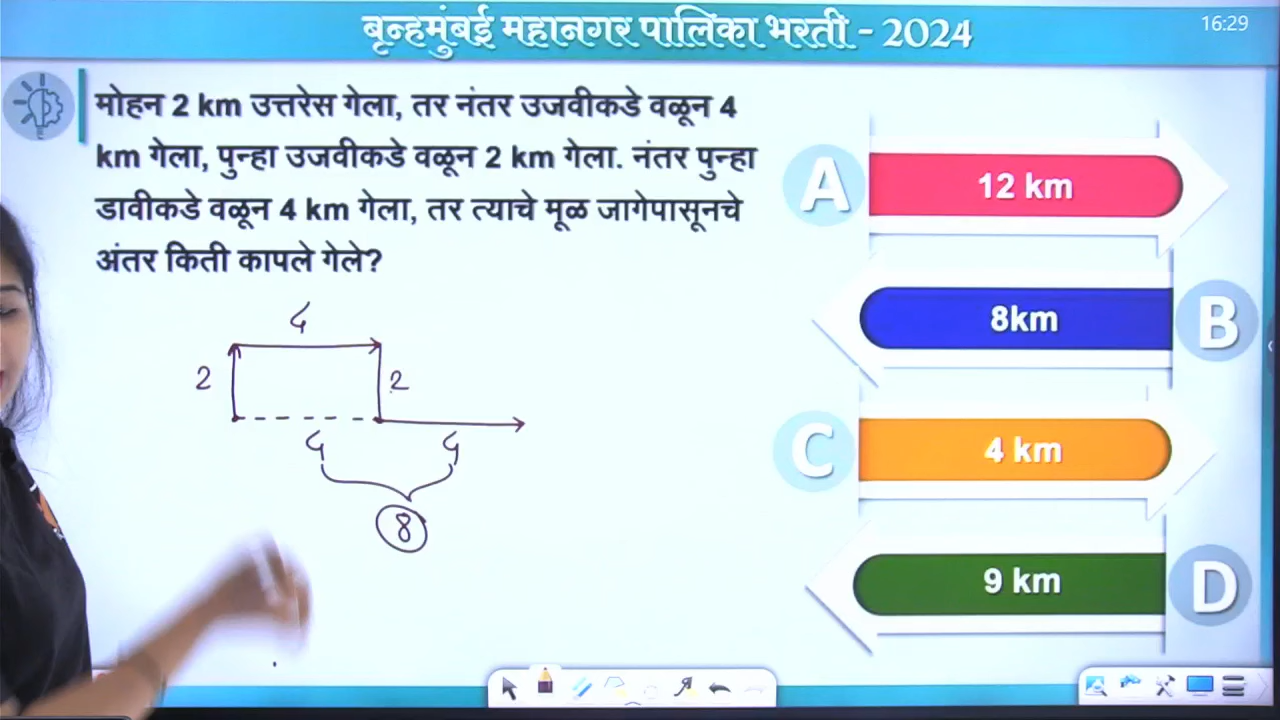 बृन्हमुंबई महानगर पालिका भरती - 2024
16:29
मोहन 2 km उत्तरेस गेला, तर नंतर उजवीकडे वळून 4
km गेला, पुन्हा उजवीकडे वळून 2 km गेला. नंतर पुन्हा
डावीकडे वळून 4 km गेला, तर त्याचे मूळ जागेपासूनचे
अंतर किती कापले गेले?
A 12 km
8km B
C 4 km
9 km D
4
2 2
4 4
8